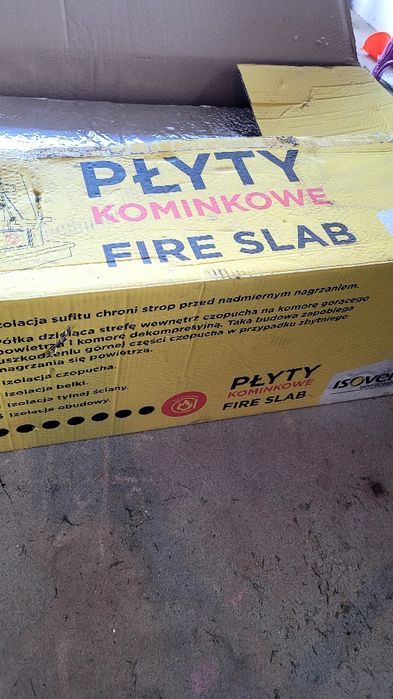 PŁYTY
KOMINKOWE
FIRE SLAB
zolacja sufitu chroni strop przed nadmiernym nagrzaniem.
ółka dzieląca strefę wewnętrz czopucha na komorę gorącego
powietrza i komorę dekompresyjną. Taka budowa zapobiega
uszkodzeniu górnej części czopucha w przypadku zbytniego
nagrzania się powietrza.
Izolacja czopucha.
Izolacja belki.
Izolacja tylnej ściany.
Izolacja obudowy.
PŁYTY
KOMINKOWE
FIRE SLAB
isover